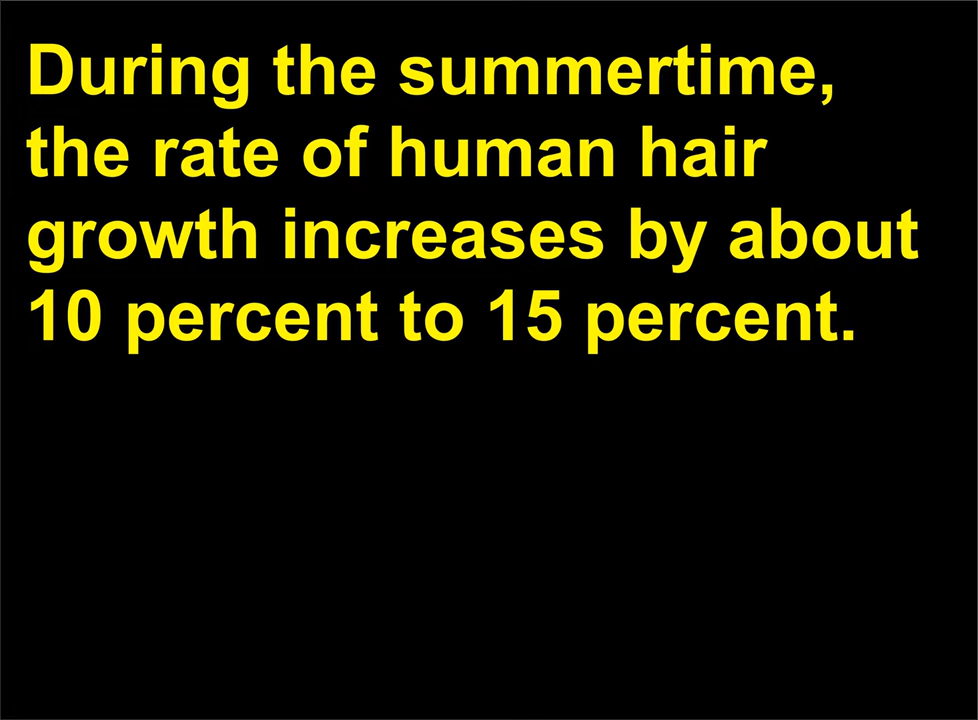 During the summertime,
the rate of human hair
growth increases by about
10 percent to 15 percent.